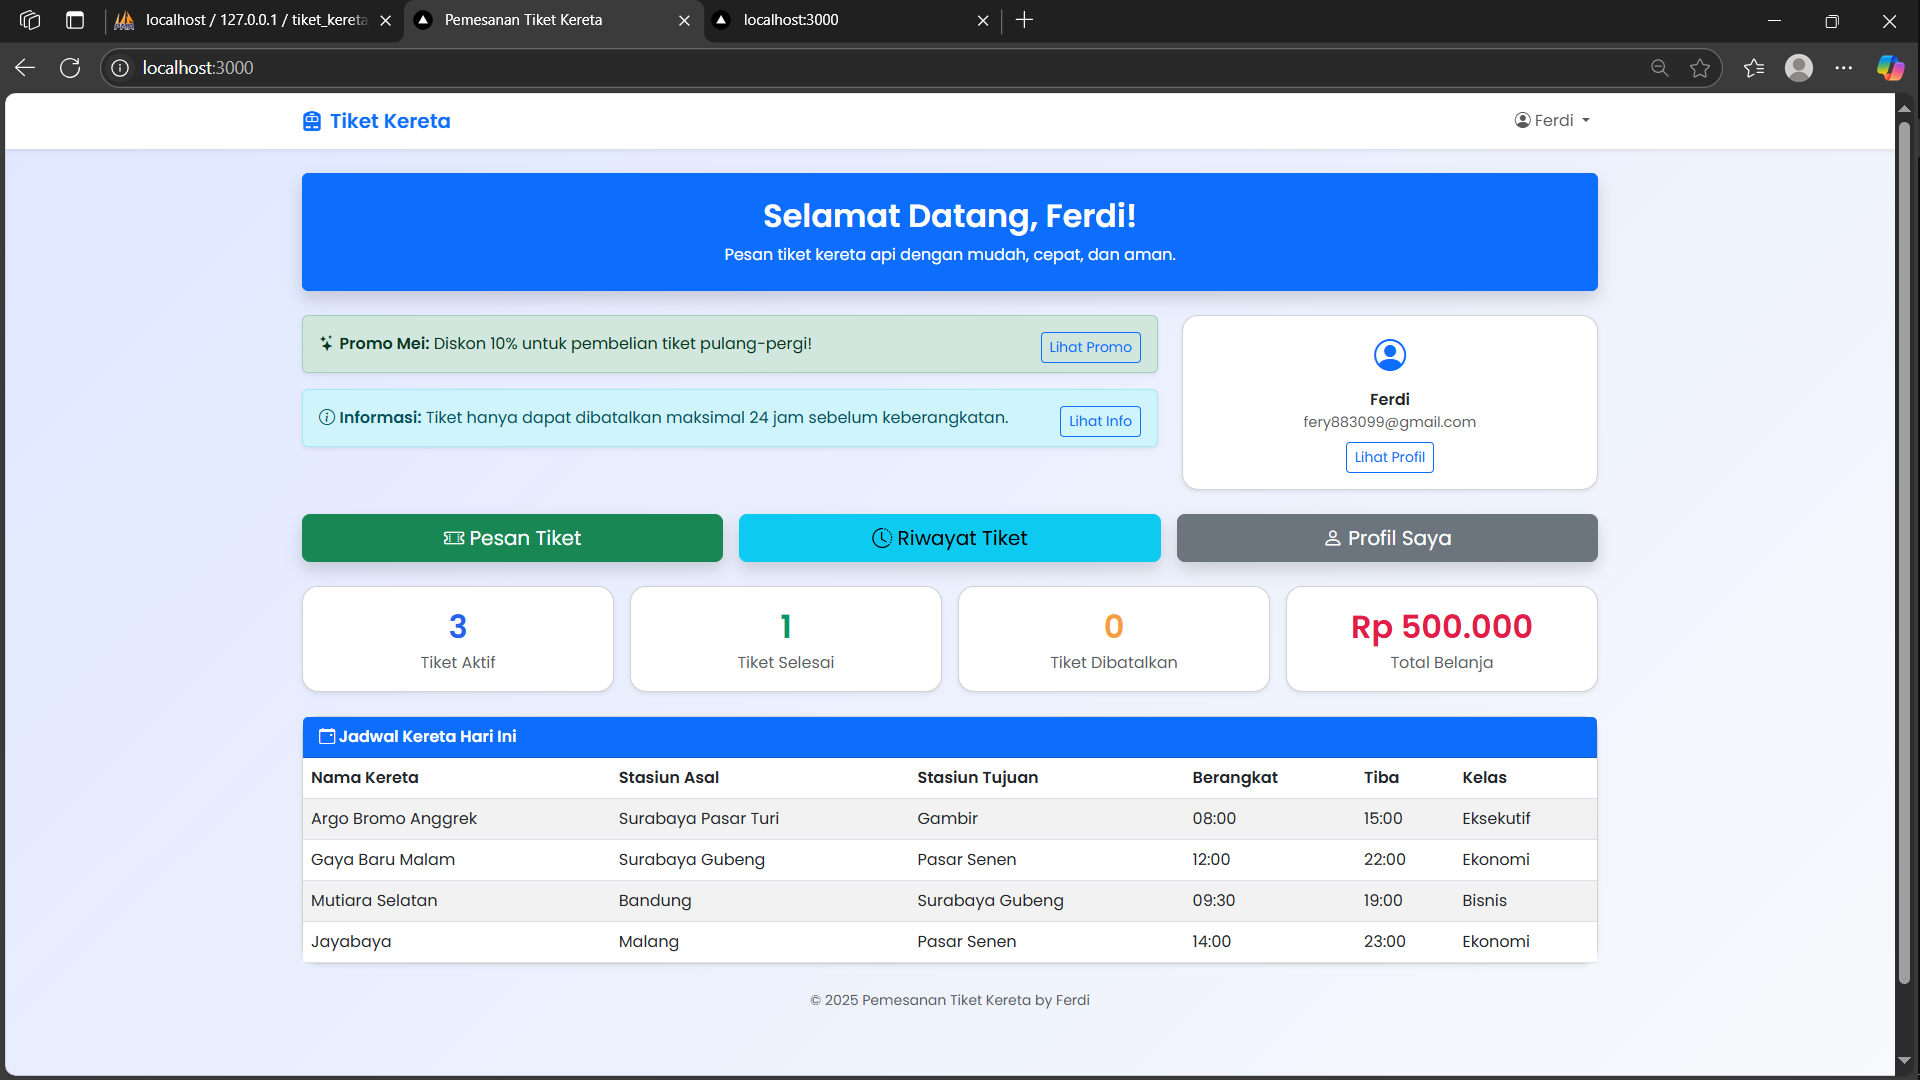 localhost / 127.0.0.1 / tiket_kereta
Pemesanan Tiket Kereta
localhost:3000
localhost:3000
Tiket Kereta
Ferdi
Selamat Datang, Ferdi!
Pesan tiket kereta api dengan mudah, cepat, dan aman.
Promo Mei: Diskon 10% untuk pembelian tiket pulang-pergi!
Lihat Promo
Informasi: Tiket hanya dapat dibatalkan maksimal 24 jam sebelum keberangkatan.
Lihat Info
Ferdi
fery883099@gmail.com
Lihat Profil
Pesan Tiket
Riwayat Tiket
Profil Saya
3
Tiket Aktif
1
Tiket Selesai
0
Tiket Dibatalkan
Rp 500.000
Total Belanja
Jadwal Kereta Hari Ini
Nama Kereta Stasiun Asal Stasiun Tujuan Berangkat Tiba Kelas
Argo Bromo Anggrek Surabaya Pasar Turi Gambir 08:00 15:00 Eksekutif
Gaya Baru Malam Surabaya Gubeng Pasar Senen 12:00 22:00 Ekonomi
Mutiara Selatan Bandung Surabaya Gubeng 09:30 19:00 Bisnis
Jayabaya Malang Pasar Senen 14:00 23:00 Ekonomi
© 2025 Pemesanan Tiket Kereta by Ferdi